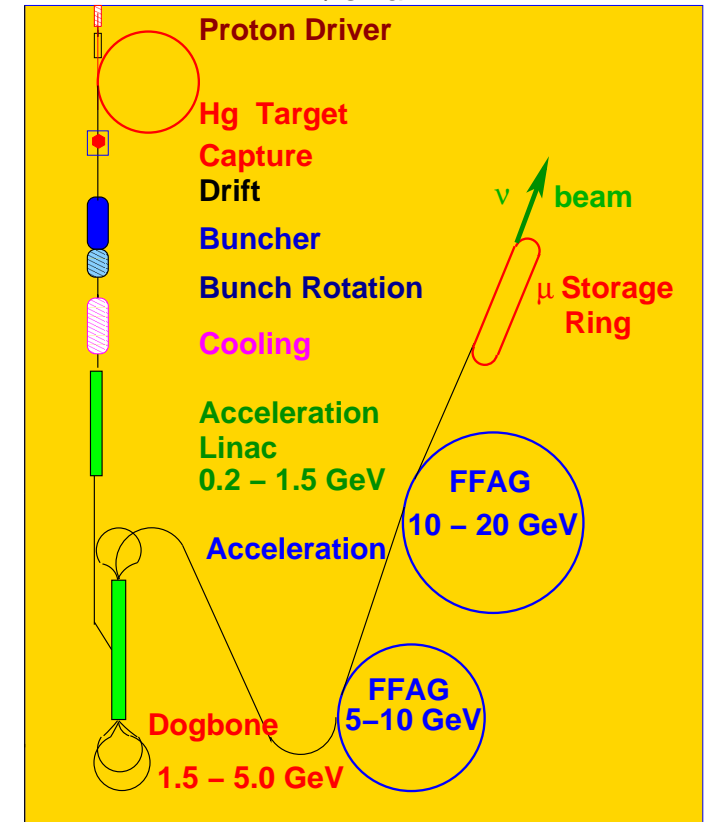 Proton Driver
Hg Target
Capture
Drift
ν beam
Buncher
Bunch Rotation
μ Storage
Ring
Cooling
Acceleration
Linac
0.2 – 1.5 GeV
FFAG
10 – 20 GeV
Acceleration
FFAG
5–10 GeV
Dogbone
1.5 – 5.0 GeV